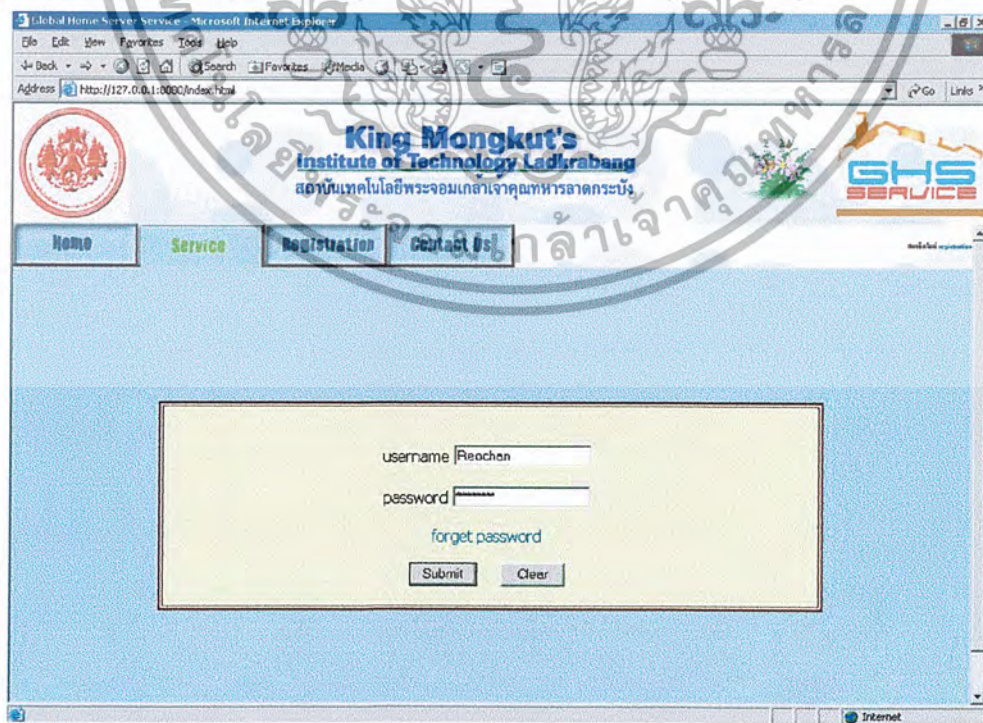 Global Home Server Service - Microsoft Internet Explorer
File Edit View Favorites Tools Help
Back Search Favorites Media
Address http://127.0.0.1:8080/index.html Go Links
King Mongkut's
Institute of Technology Ladkrabang
สถาบันเทคโนโลยีพระจอมเกล้าเจ้าคุณทหารลาดกระบัง
GHS
SERVICE
Home Service Registration Contact Us
registration
username Reochan
password ********
forget password
Submit Clear
Internet